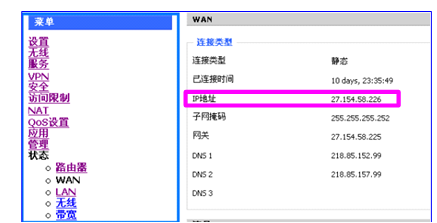 菜单
设置
无线
服务
VPN
安全
访问限制
NAT
QoS设置
应用
管理
状态
路由器
WAN
LAN
无线
带宽
WAN
连接类型
连接类型 静态
已连接时间 10 days, 23:35:49
IP地址 27.154.58.226
子网掩码 255.255.255.252
网关 27.154.58.225
DNS 1 218.85.152.99
DNS 2 218.85.157.99
DNS 3